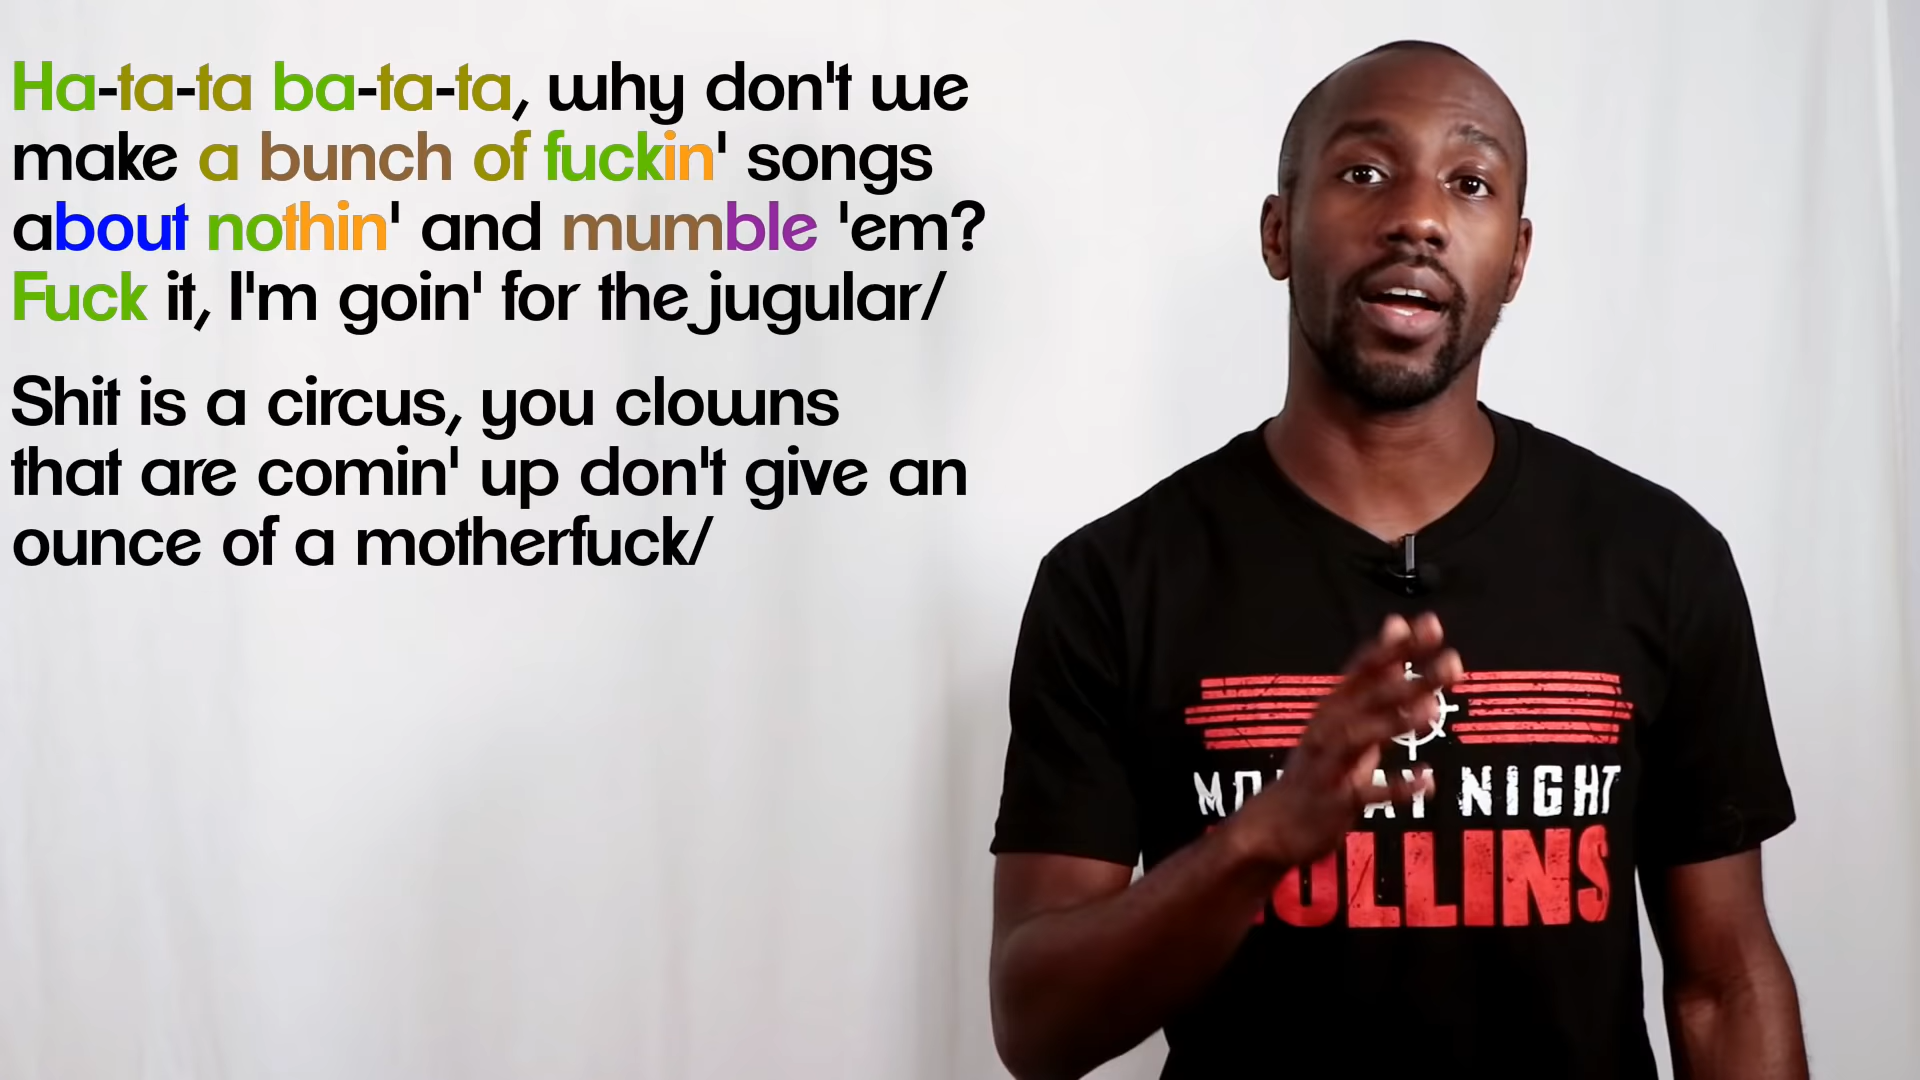 Ha-ta-ta ba-ta-ta, why don't we
make a bunch of fuckin' songs
about nothin' and mumble 'em?
Fuck it, I'm goin' for the jugular/
Shit is a circus, you clowns
that are comin' up don't give an
ounce of a motherfuck/
NIGHT